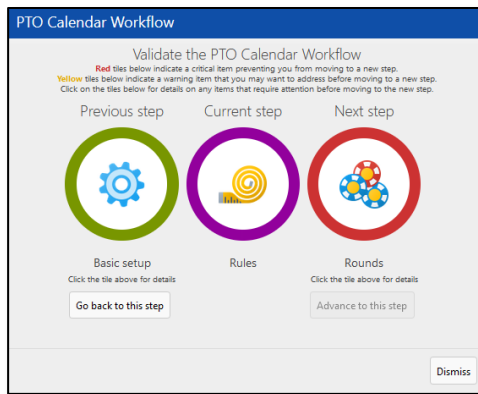 PTO Calendar Workflow
Validate the PTO Calendar Workflow
Red tiles below indicate a critical item preventing you from moving to a new step.
Yellow tiles below indicate a warning item that you may want to address before moving to a new step.
Click on the tiles below for details on any items that require attention before moving to the new step.
Previous step Current step Next step
Basic setup Rules Rounds
Click the tile above for details Click the tile above for details
Go back to this step Advance to this step
Dismiss